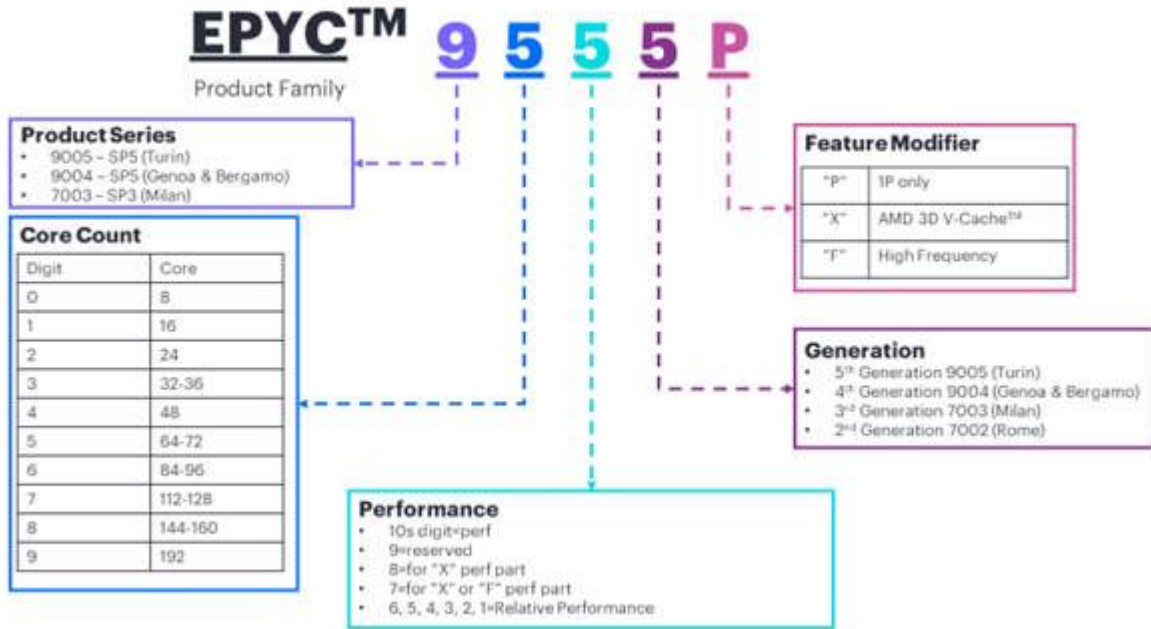 EPYC™ 9 5 5 5 P
Product Family
Product Series
• 9005 – SP5 (Turin)
• 9004 – SP5 (Genoa & Bergamo)
• 7003 – SP3 (Milan)
Core Count
Digit Core
0 8
1 16
2 24
3 32-36
4 48
5 64-72
6 84-96
7 112-128
8 144-160
9 192
Feature Modifier
"P" 1P only
"X" AMD 3D V-Cache™
"F" High Frequency
Generation
• 5th Generation 9005 (Turin)
• 4th Generation 9004 (Genoa & Bergamo)
• 3rd Generation 7003 (Milan)
• 2nd Generation 7002 (Rome)
Performance
• 10s digit=perf
• 9=reserved
• 8=for "X" perf part
• 7=for "X" or "F" perf part
• 6, 5, 4, 3, 2, 1=Relative Performance